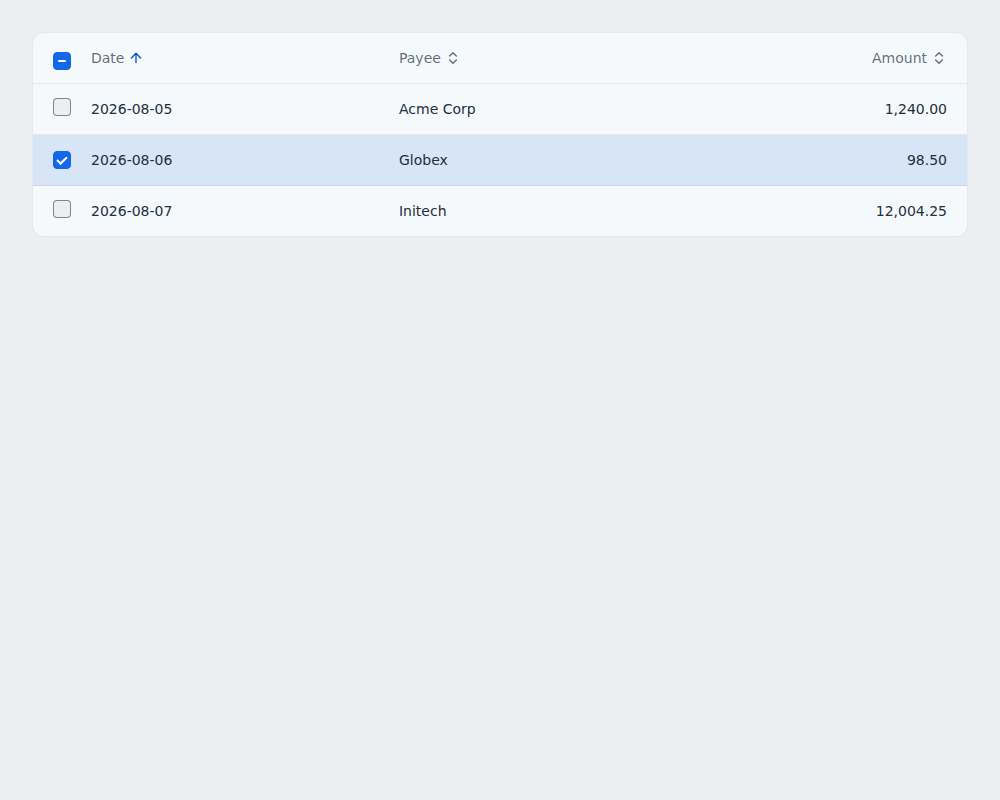 Date Payee Amount
2026-08-05 Acme Corp 1,240.00
2026-08-06 Globex 98.50
2026-08-07 Initech 12,004.25